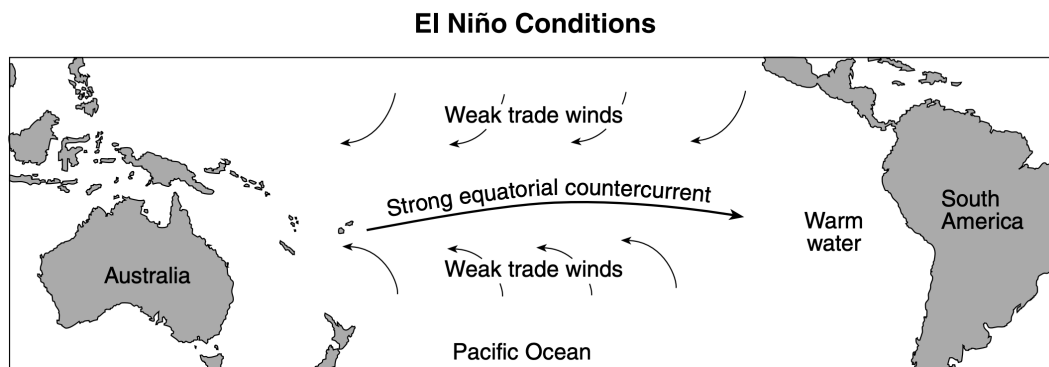 El Niño Conditions
Weak trade winds
Strong equatorial countercurrent
South
America
Warm
water
Australia
Weak trade winds
Pacific Ocean